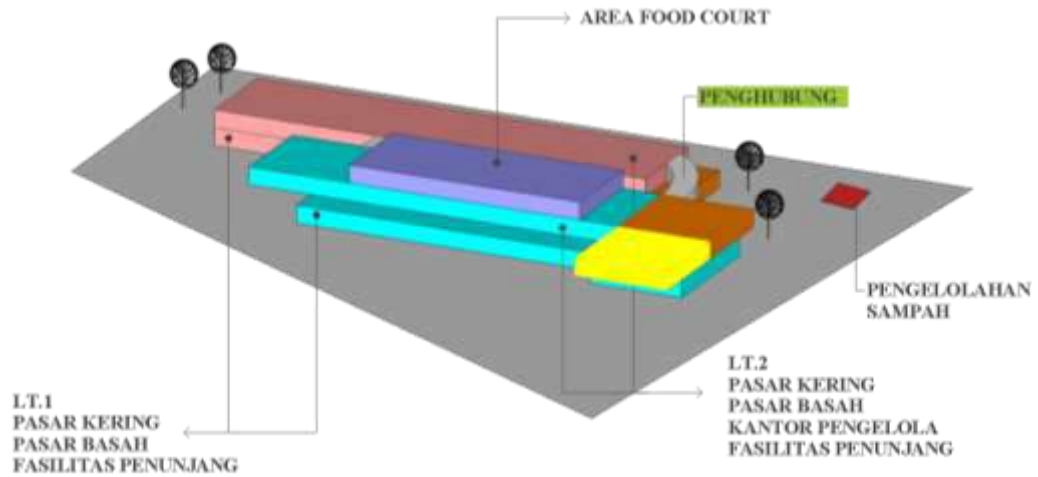 AREA FOOD COURT
PENGHUBUNG
PENGELOLAHAN
SAMPAH
LT.1
PASAR KERING
PASAR BASAH
FASILITAS PENUNJANG
LT.2
PASAR KERING
PASAR BASAH
KANTOR PENGELOLA
FASILITAS PENUNJANG